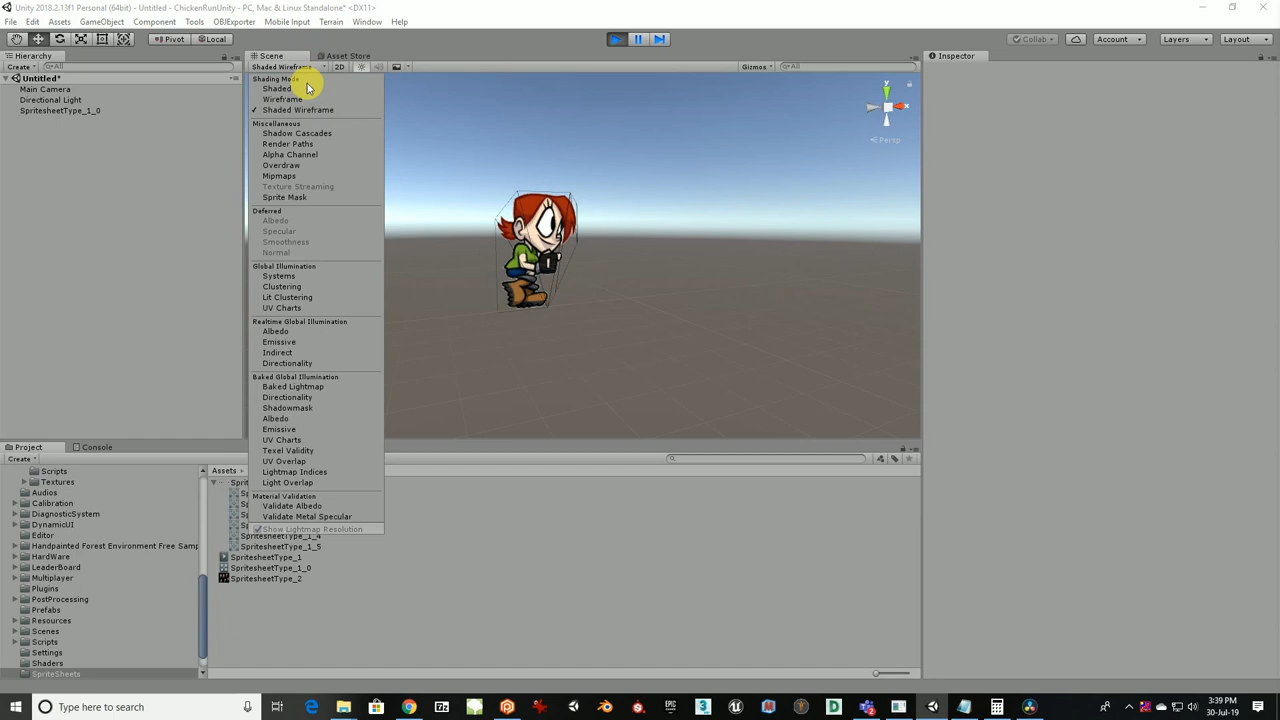 Unity 2018.2.13f1 Personal (64bit) - Untitled - ChickenRunUnity - PC, Mac & Linux Standalone* <DX11>
File Edit Assets GameObject Component Tools OBJExporter Mobile Input Terrain Window Help
Pivot Local Collab Account Layers Layout
Hierarchy Scene Asset Store Inspector
Create All Shaded Wireframe 2D Gizmos All
Untitled*
Main Camera
Directional Light
SpritesheetType_1_0
Shading Mode
Shaded
Wireframe
Shaded Wireframe
Miscellaneous
Shadow Cascades
Render Paths
Alpha Channel
Overdraw
Mipmaps
Texture Streaming
Sprite Mask
Deferred
Albedo
Specular
Smoothness
Normal
Global Illumination
Systems
Clustering
Lit Clustering
UV Charts
Realtime Global Illumination
Albedo
Emissive
Indirect
Directionality
Baked Global Illumination
Baked Lightmap
Directionality
Shadowmask
Albedo
Emissive
UV Charts
Texel Validity
UV Overlap
Lightmap Indices
Light Overlap
Material Validation
Validate Albedo
Validate Metal Specular
Show Lightmap Resolution
y
Persp
Project Console
Create
Scripts
Textures
Audios
Calibration
DiagnosticSystem
DynamicUI
Editor
Handpainted Forest Environment Free Samp
HardWare
LeaderBoard
Multiplayer
Plugins
PostProcessing
Prefabs
Resources
Scenes
Scripts
Settings
Shaders
SpriteSheets
Assets
SpritesheetType_1_4
SpritesheetType_1_5
SpritesheetType_1
SpritesheetType_1_0
SpritesheetType_2
Type here to search
3:39 PM
30-Jul-19